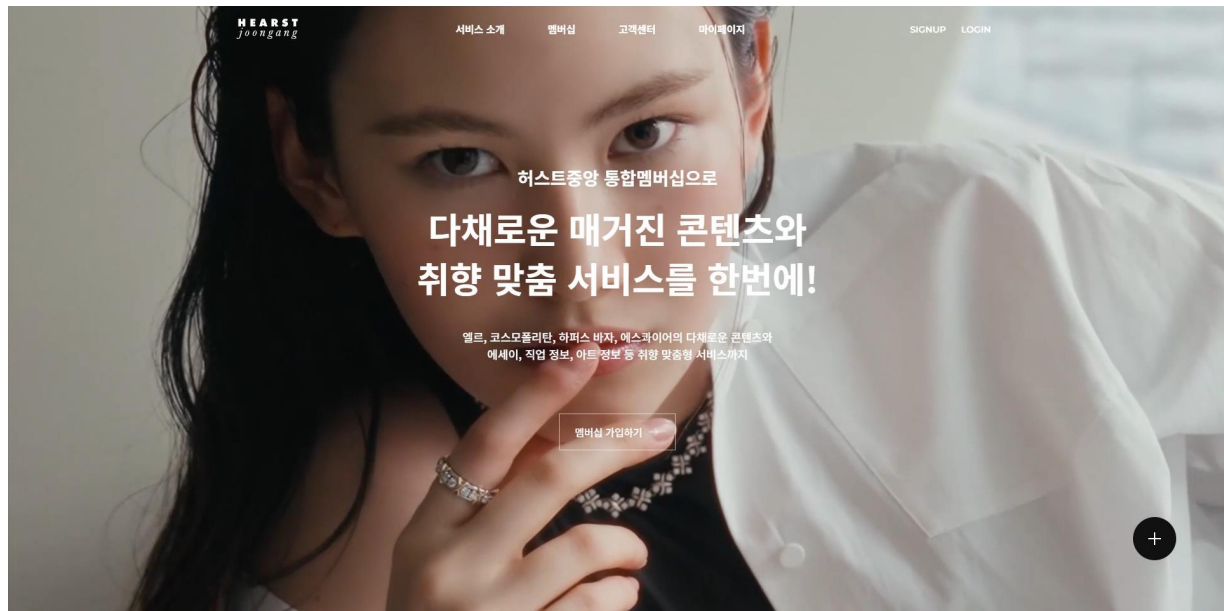 HEARST
joongang
서비스 소개
멤버십
고객센터
마이페이지
SIGNUP
LOGIN
허스트중앙 통합멤버십으로
다채로운 매거진 콘텐츠와
취향 맞춤 서비스를 한번에!
엘르, 코스모폴리탄, 하퍼스 바자, 에스콰이어의 다채로운 콘텐츠와
에세이, 직업 정보, 아트 정보 등 취향 맞춤형 서비스까지
멤버십 가입하기 →